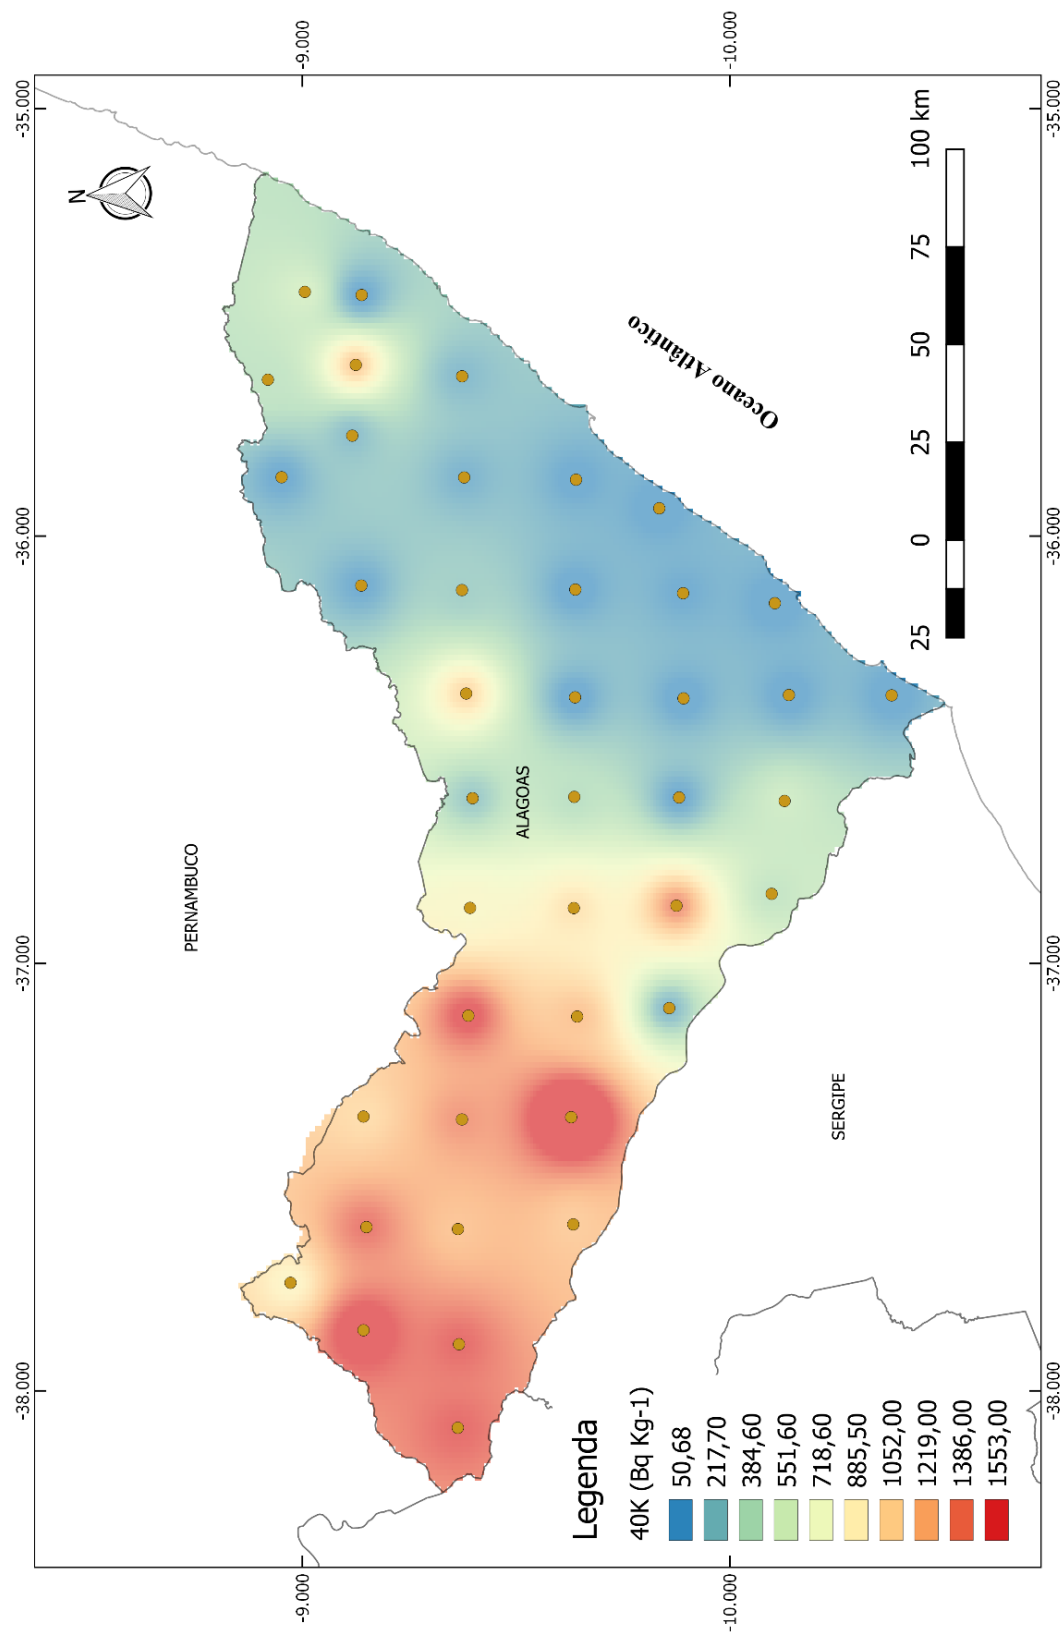 -38.000
-37.000
-36.000
-35.000
N
-9.000
-9.000
PERNAMBUCO
ALAGOAS
Oceano Atlântico
SERGIPE
-10.000
-10.000
Legenda
40K (Bq Kg-1)
50,68
217,70
384,60
551,60
718,60
885,50
1052,00
1219,00
1386,00
1553,00
25 0 25 50 75 100 km
-38.000
-37.000
-36.000
-35.000